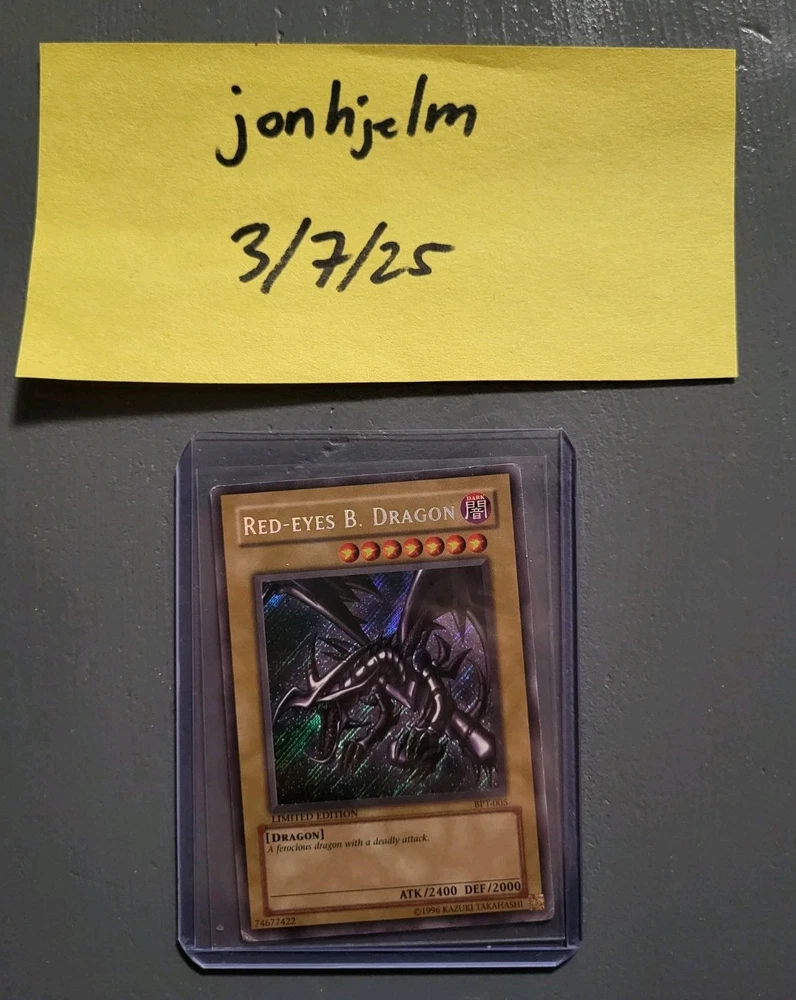 jonhjelm
3/7/25
RED-EYES B. DRAGON
DARK
闇
LIMITED EDITION
BPT-005
[DRAGON]
A ferocious dragon with a deadly attack.
ATK/2400 DEF/2000
74677422
©1996 KAZUKI TAKAHASHI